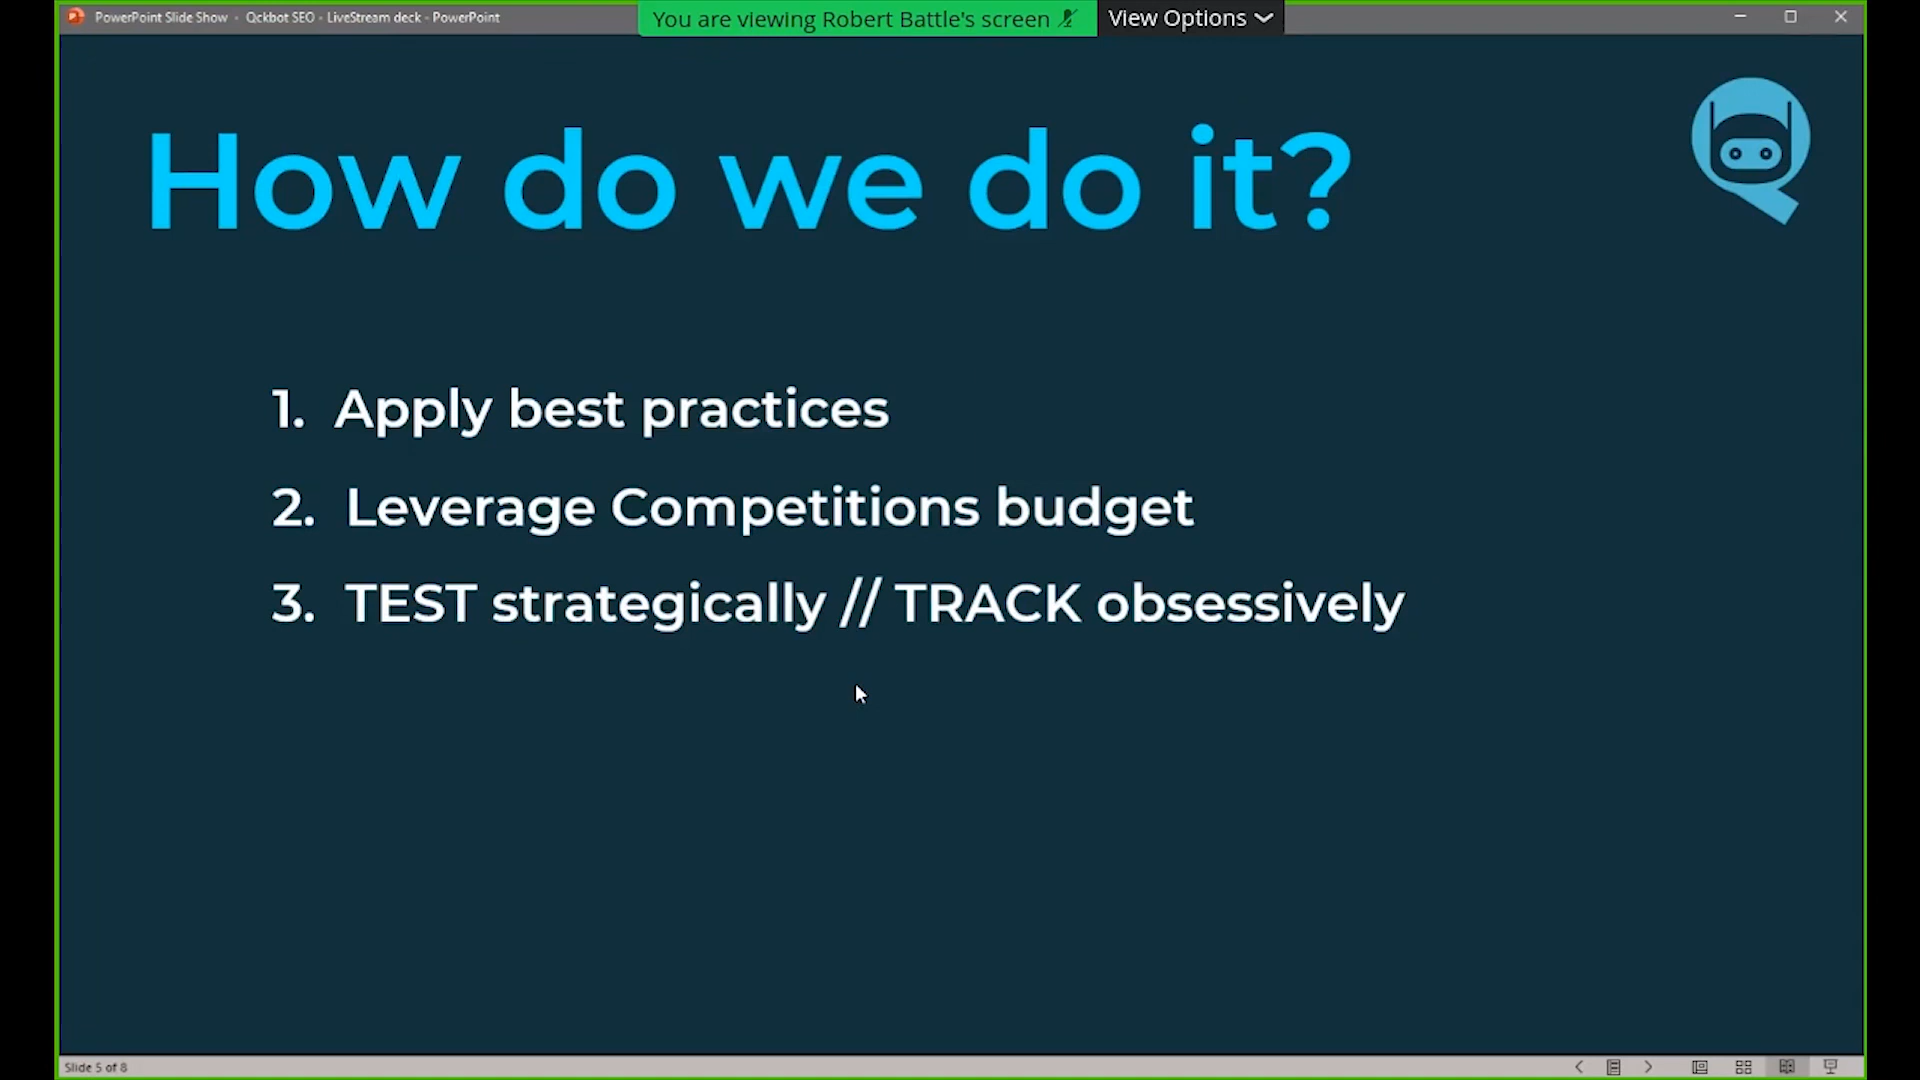 PowerPoint Slide Show - Qckbot SEO - LiveStream deck - PowerPoint
You are viewing Robert Battle's screen
View Options
How do we do it?
1. Apply best practices
2. Leverage Competitions budget
3. TEST strategically // TRACK obsessively
Slide 5 of 8